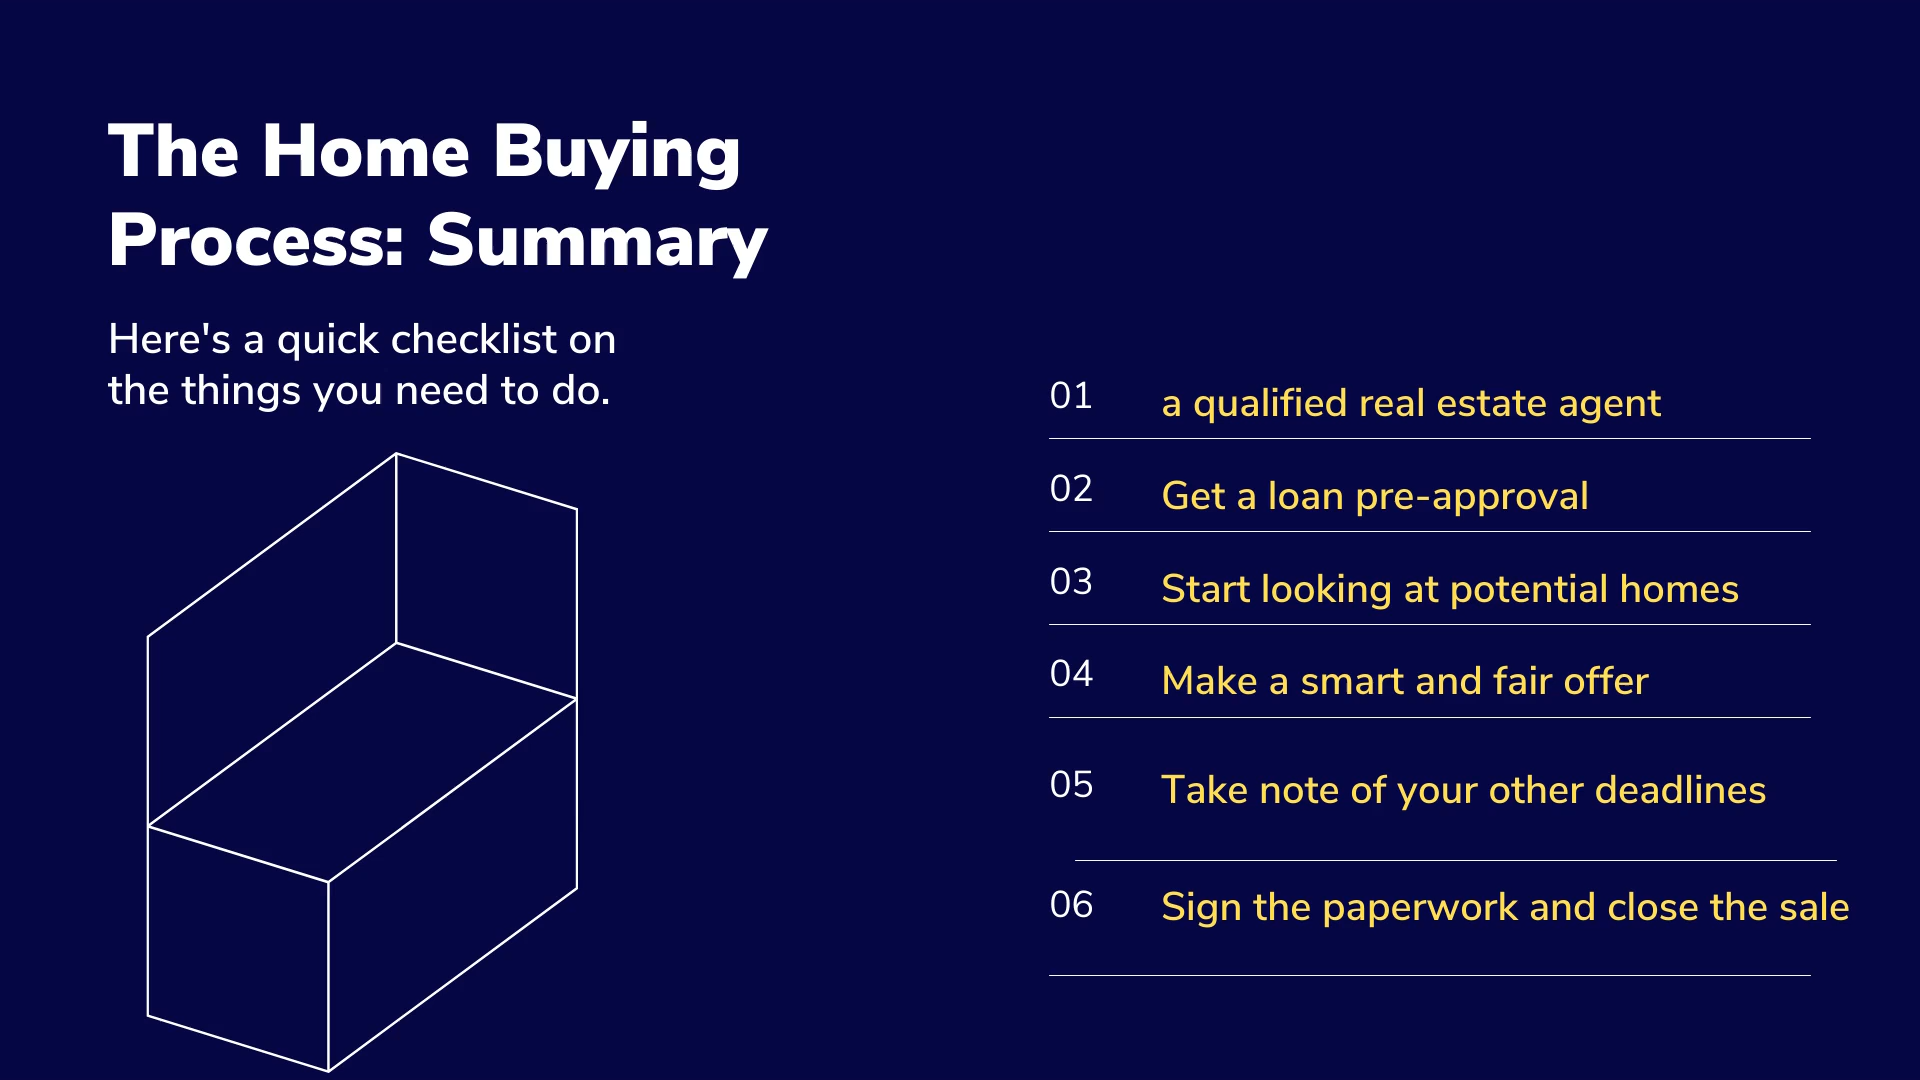 The Home Buying
Process: Summary
Here's a quick checklist on
the things you need to do.
01 a qualified real estate agent
02 Get a loan pre-approval
03 Start looking at potential homes
04 Make a smart and fair offer
05 Take note of your other deadlines
06 Sign the paperwork and close the sale